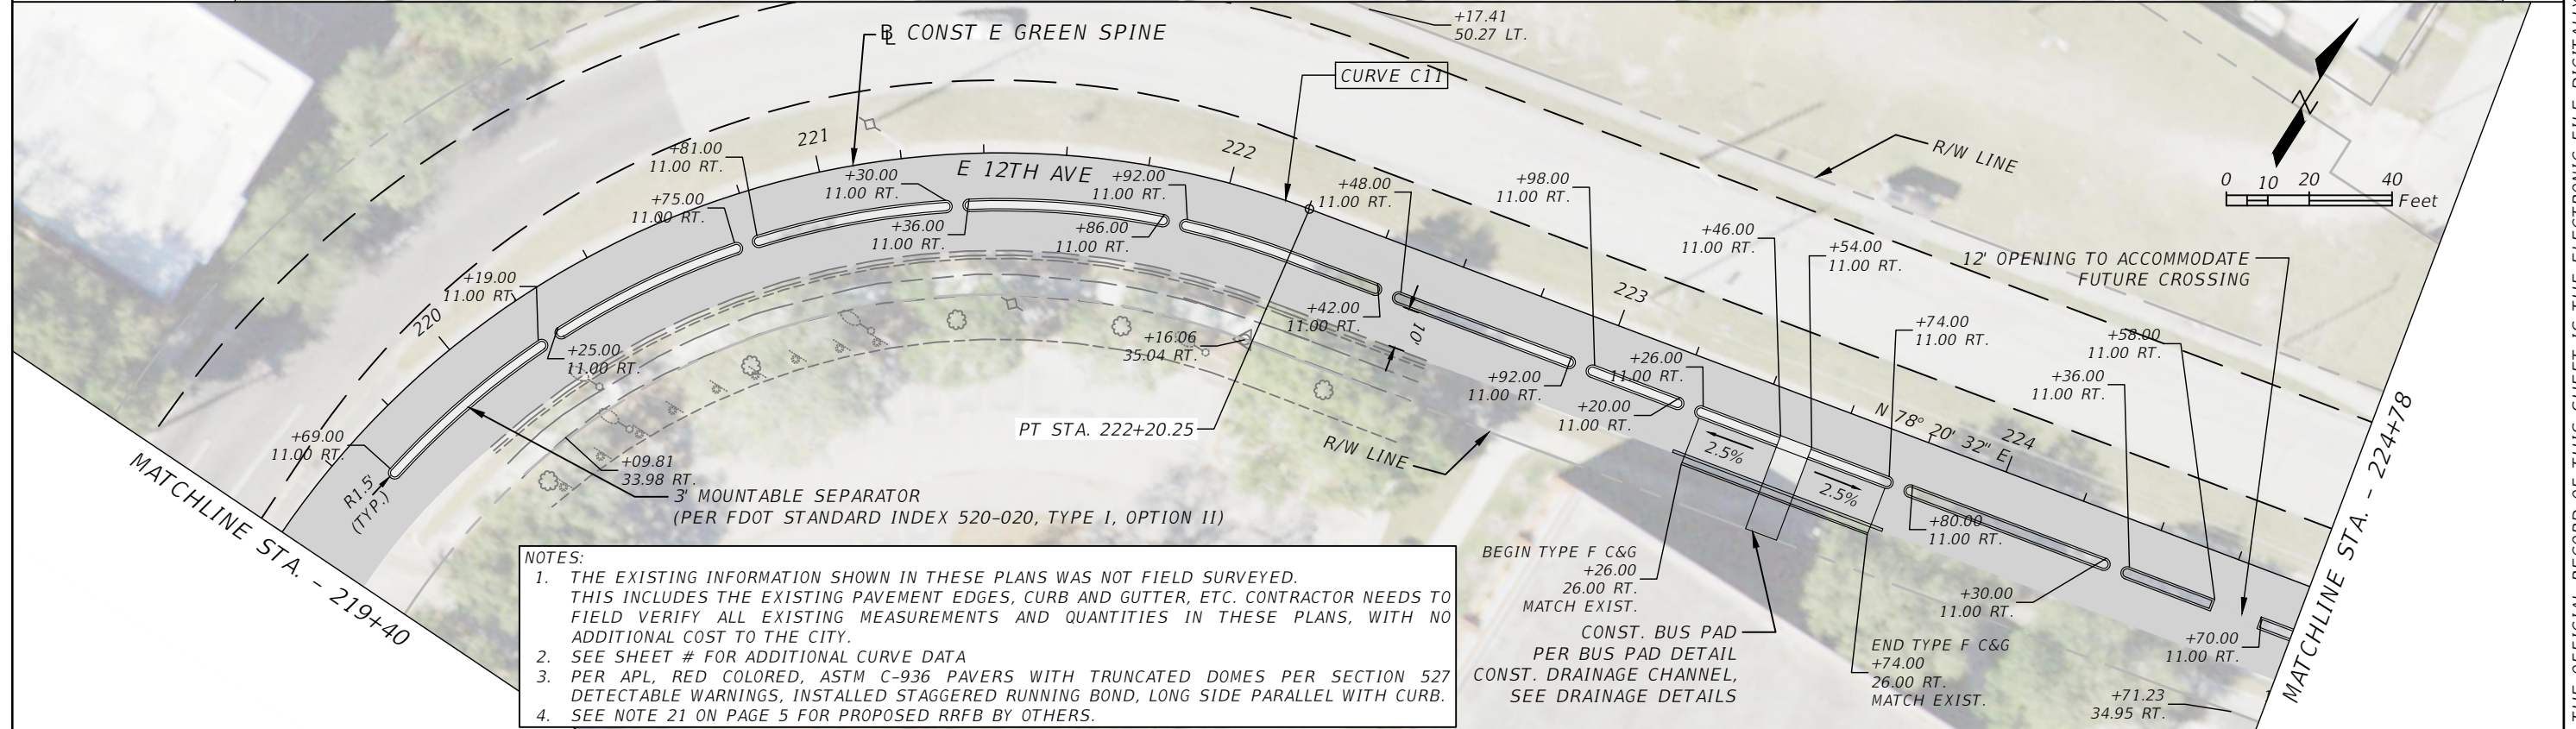 +17.41
50.27 LT.
BL CONST E GREEN SPINE
CURVE C11
R/W LINE
0 10 20 40
Feet
N
221
222
+81.00
11.00 RT.
E 12TH AVE
+30.00
11.00 RT.
+92.00
11.00 RT.
+48.00
11.00 RT.
+98.00
11.00 RT.
+75.00
11.00 RT.
+36.00
11.00 RT.
+86.00
11.00 RT.
+46.00
11.00 RT.
+54.00
11.00 RT.
12' OPENING TO ACCOMMODATE
FUTURE CROSSING
+19.00
11.00 RT.
220
223
+42.00
11.00 RT.
10'
+16.06
35.04 RT.
+25.00
11.00 RT.
+74.00
11.00 RT.
+58.00
11.00 RT.
+26.00
11.00 RT.
+92.00
11.00 RT.
+36.00
11.00 RT.
+20.00
11.00 RT.
N 78° 20' 32" E
224
PT STA. 222+20.25
R/W LINE
2.5%
2.5%
+69.00
11.00 RT.
R1.5'
(TYP.)
+09.81
33.98 RT.
3' MOUNTABLE SEPARATOR
(PER FDOT STANDARD INDEX 520-020, TYPE I, OPTION II)
MATCHLINE STA. - 219+40
MATCHLINE STA. - 224+78
+80.00
11.00 RT.
+30.00
11.00 RT.
+70.00
11.00 RT.
+71.23
34.95 RT.
BEGIN TYPE F C&G
+26.00
26.00 RT.
MATCH EXIST.
CONST. BUS PAD
PER BUS PAD DETAIL
CONST. DRAINAGE CHANNEL,
SEE DRAINAGE DETAILS
END TYPE F C&G
+74.00
26.00 RT.
MATCH EXIST.
NOTES:
1. THE EXISTING INFORMATION SHOWN IN THESE PLANS WAS NOT FIELD SURVEYED.
THIS INCLUDES THE EXISTING PAVEMENT EDGES, CURB AND GUTTER, ETC. CONTRACTOR NEEDS TO
FIELD VERIFY ALL EXISTING MEASUREMENTS AND QUANTITIES IN THESE PLANS, WITH NO
ADDITIONAL COST TO THE CITY.
2. SEE SHEET # FOR ADDITIONAL CURVE DATA
3. PER APL, RED COLORED, ASTM C-936 PAVERS WITH TRUNCATED DOMES PER SECTION 527
DETECTABLE WARNINGS, INSTALLED STAGGERED RUNNING BOND, LONG SIDE PARALLEL WITH CURB.
4. SEE NOTE 21 ON PAGE 5 FOR PROPOSED RRFB BY OTHERS.